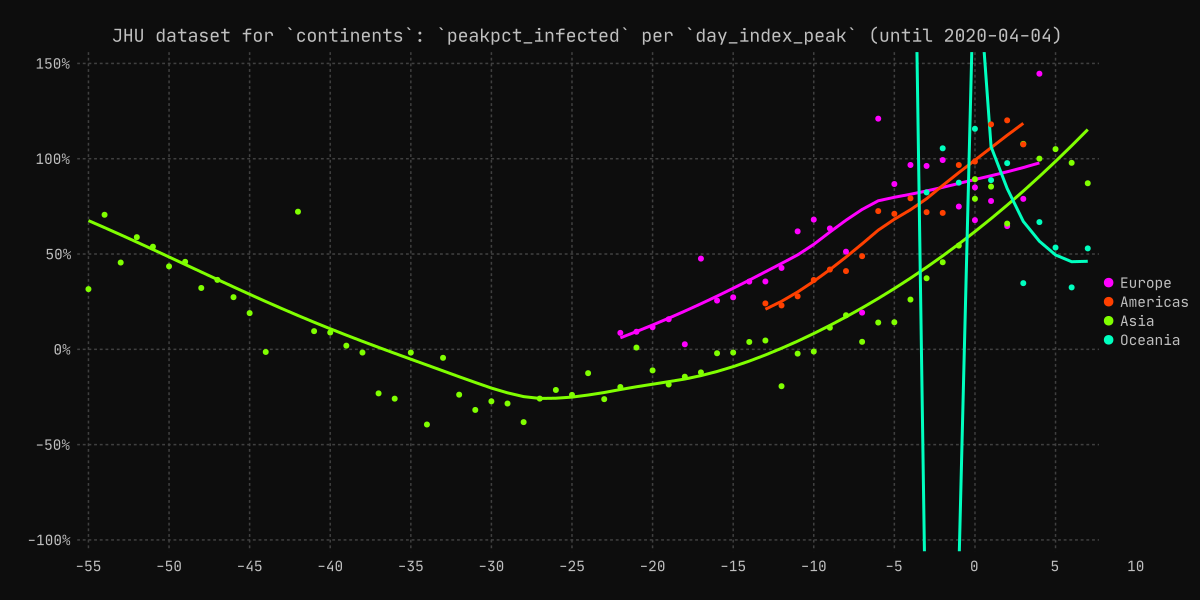 JHU dataset for `continents`: `peakpct_infected` per `day_index_peak` (until 2020-04-04)
150%
100%
50%
0%
-50%
-100%
Europe
Americas
Asia
Oceania
-55 -50 -45 -40 -35 -30 -25 -20 -15 -10 -5 0 5 10